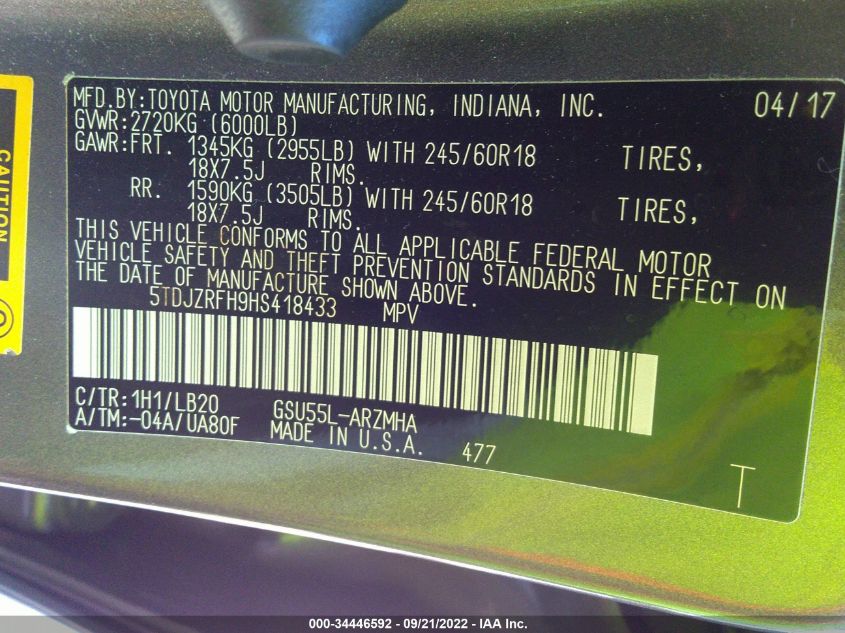 CAUTION
MFD.BY:TOYOTA MOTOR MANUFACTURING, INDIANA, INC. 04/17
GVWR:2720KG (6000LB)
GAWR:FRT. 1345KG (2955LB) WITH 245/60R18 TIRES,
18X7.5J RIMS.
RR. 1590KG (3505LB) WITH 245/60R18 TIRES,
18X7.5J RIMS.
THIS VEHICLE CONFORMS TO ALL APPLICABLE FEDERAL MOTOR
VEHICLE SAFETY AND THEFT PREVENTION STANDARDS IN EFFECT ON
THE DATE OF MANUFACTURE SHOWN ABOVE.
5TDJZRFH9HS418433 MPV
C/TR:1H1/LB20 GSU55L-ARZMHA
A/TM:-04A/UA80F MADE IN U.S.A. 477
T
000-34446592 - 09/21/2022 - IAA Inc.